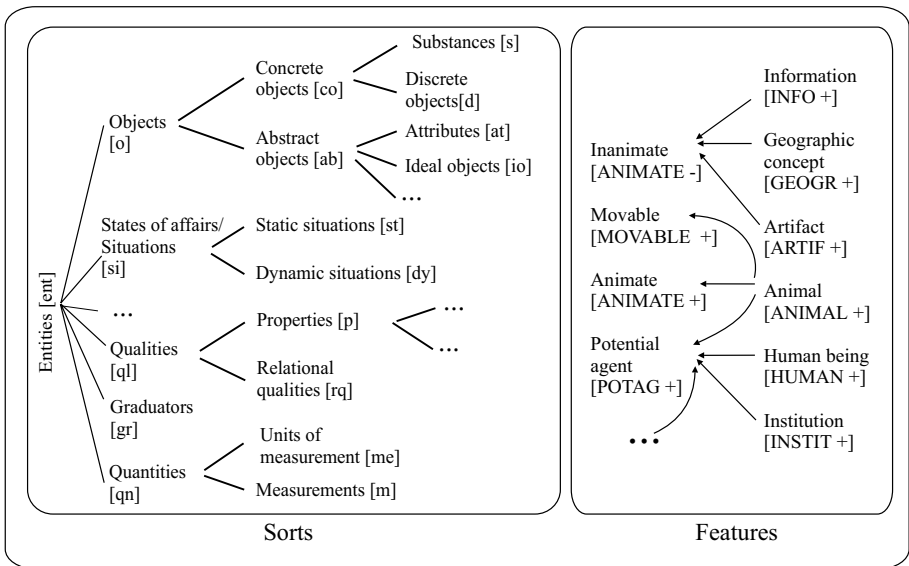 Entities [ent]
Objects
[o]
Concrete
objects [co]
Substances [s]
Discrete
objects[d]
Abstract
objects [ab]
Attributes [at]
Ideal objects [io]
...
States of affairs/
Situations
[si]
Static situations [st]
Dynamic situations [dy]
...
Qualities
[ql]
Properties [p]
...
...
Relational
qualities [rq]
Graduators
[gr]
Quantities
[qn]
Units of
measurement [me]
Measurements [m]
Sorts
Inanimate
[ANIMATE -]
Movable
[MOVABLE +]
Animate
[ANIMATE +]
Potential
agent
[POTAG +]
...
Information
[INFO +]
Geographic
concept
[GEOGR +]
Artifact
[ARTIF +]
Animal
[ANIMAL +]
Human being
[HUMAN +]
Institution
[INSTIT +]
Features